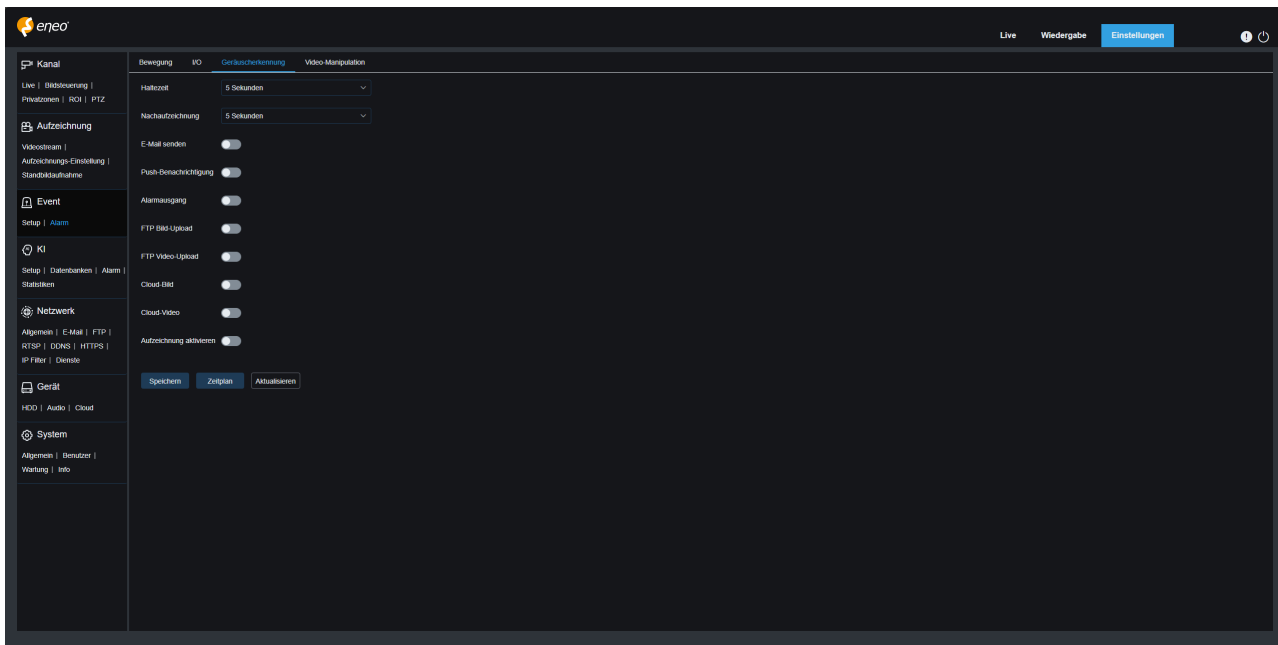 eneo
Live Wiedergabe Einstellungen
Kanal
Live | Bildsteuerung |
Privatzonen | ROI | PTZ
Aufzeichnung
Videostream |
Aufzeichnungs-Einstellung |
Standbildaufnahme
Event
Setup | Alarm
KI
Setup | Datenbanken | Alarm |
Statistiken
Netzwerk
Allgemein | E-Mail | FTP |
RTSP | DDNS | HTTPS |
IP Filter | Dienste
Gerät
HDD | Audio | Cloud
System
Allgemein | Benutzer |
Wartung | Info
Bewegung I/O Geräuscherkennung Video-Manipulation
Haltezeit 5 Sekunden
Nachaufzeichnung 5 Sekunden
E-Mail senden
Push-Benachrichtigung
Alarmausgang
FTP Bild-Upload
FTP Video-Upload
Cloud-Bild
Cloud-Video
Aufzeichnung aktivieren
Speichern Zeitplan Aktualisieren